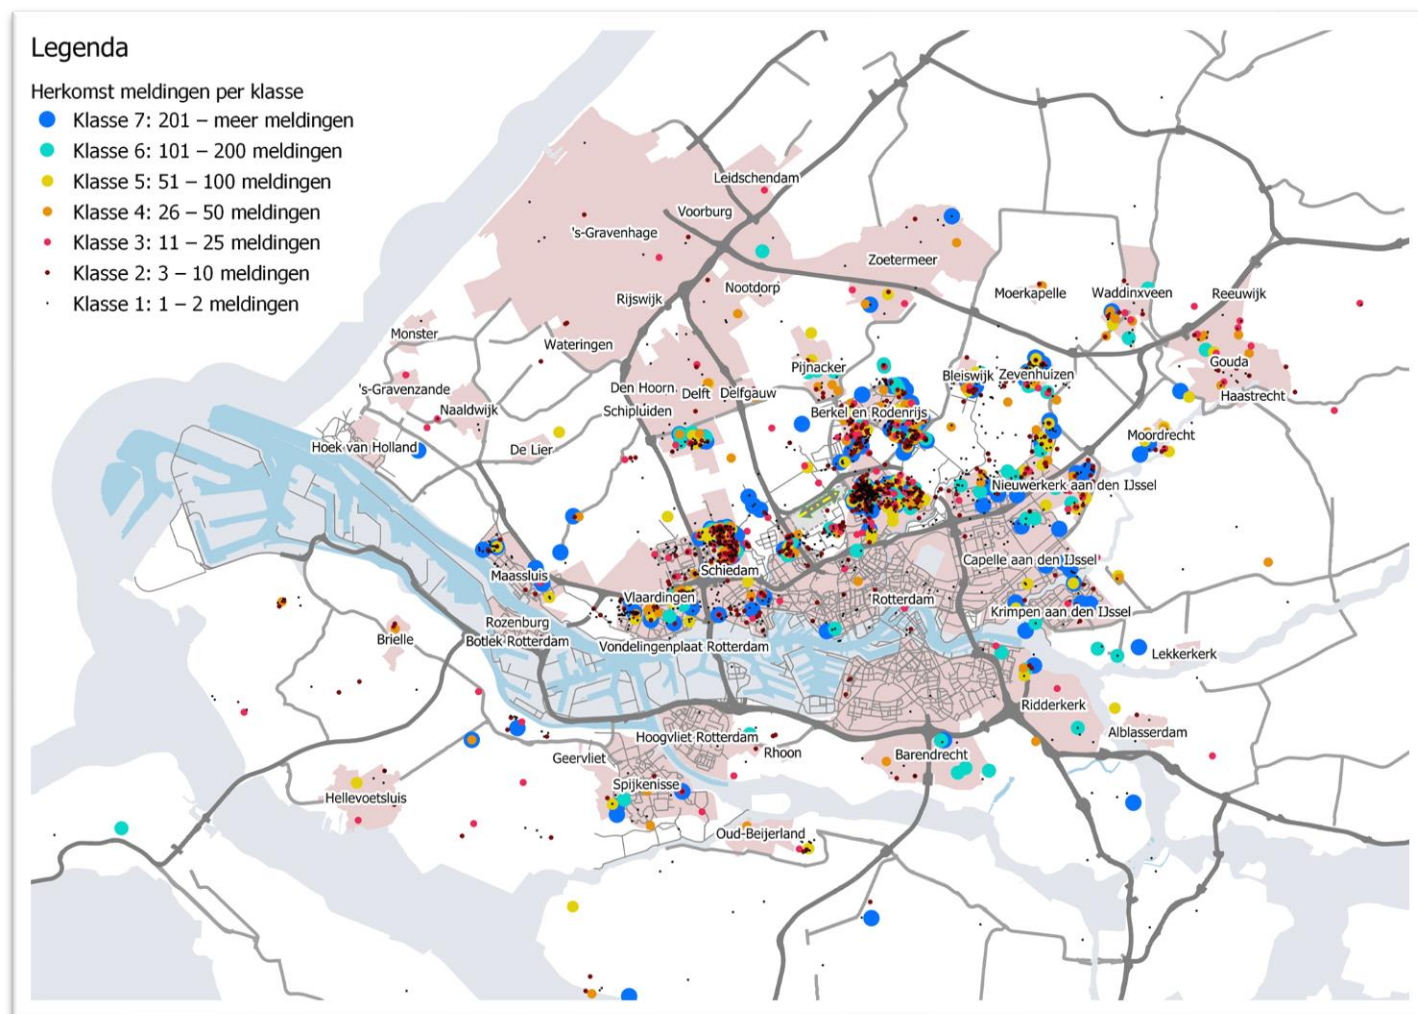 Legenda
Herkomst meldingen per klasse
Klasse 7: 201 – meer meldingen
Klasse 6: 101 – 200 meldingen
Klasse 5: 51 – 100 meldingen
Klasse 4: 26 – 50 meldingen
Klasse 3: 11 – 25 meldingen
Klasse 2: 3 – 10 meldingen
Klasse 1: 1 – 2 meldingen
Leidschendam
Voorburg
's-Gravenhage
Zoetermeer
Nootdorp
Rijswijk
Moerkapelle
Waddinxveen
Reeuwijk
Monster
Wateringen
Pijnacker
Bleiswijk
Zevenhuizen
Gouda
's-Gravenzande
Den Hoorn
Delft
Delfgauw
Haastrecht
Naaldwijk
Schipluiden
Berkel en Rodenrijs
Moordrecht
Hoek van Holland
De Lier
Nieuwerkerk aan den IJssel
Schiedam
Capelle aan den IJssel
Maassluis
Vlaardingen
Rotterdam
Krimpen aan den IJssel
Rozenburg
Brielle
Botlek Rotterdam
Vondelingenplaat Rotterdam
Lekkerkerk
Ridderkerk
Alblasserdam
Hoogvliet Rotterdam
Rhoon
Barendrecht
Geervliet
Spijkenisse
Hellevoetsluis
Oud-Beijerland